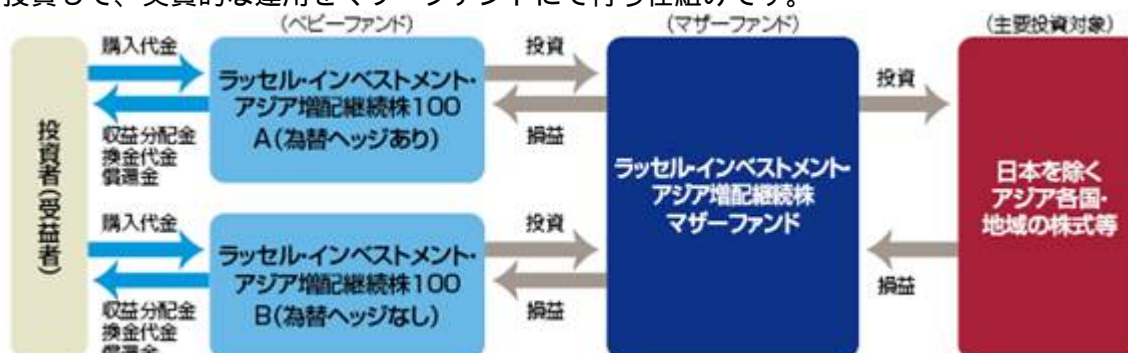 投資して、実質的な運用をマザーファンドにて行う仕組みです。
(ベビーファンド)
(マザーファンド)
(主要投資対象)
投資者(受益者)
購入代金
収益分配金
換金代金
償還金
ラッセル・インベストメント・
アジア増配継続株100
A(為替ヘッジあり)
投資
損益
購入代金
収益分配金
換金代金
償還金
ラッセル・インベストメント・
アジア増配継続株100
B(為替ヘッジなし)
投資
損益
ラッセル・インベストメント・
アジア増配継続株
マザーファンド
投資
損益
日本を除く
アジア各国・
地域の株式等